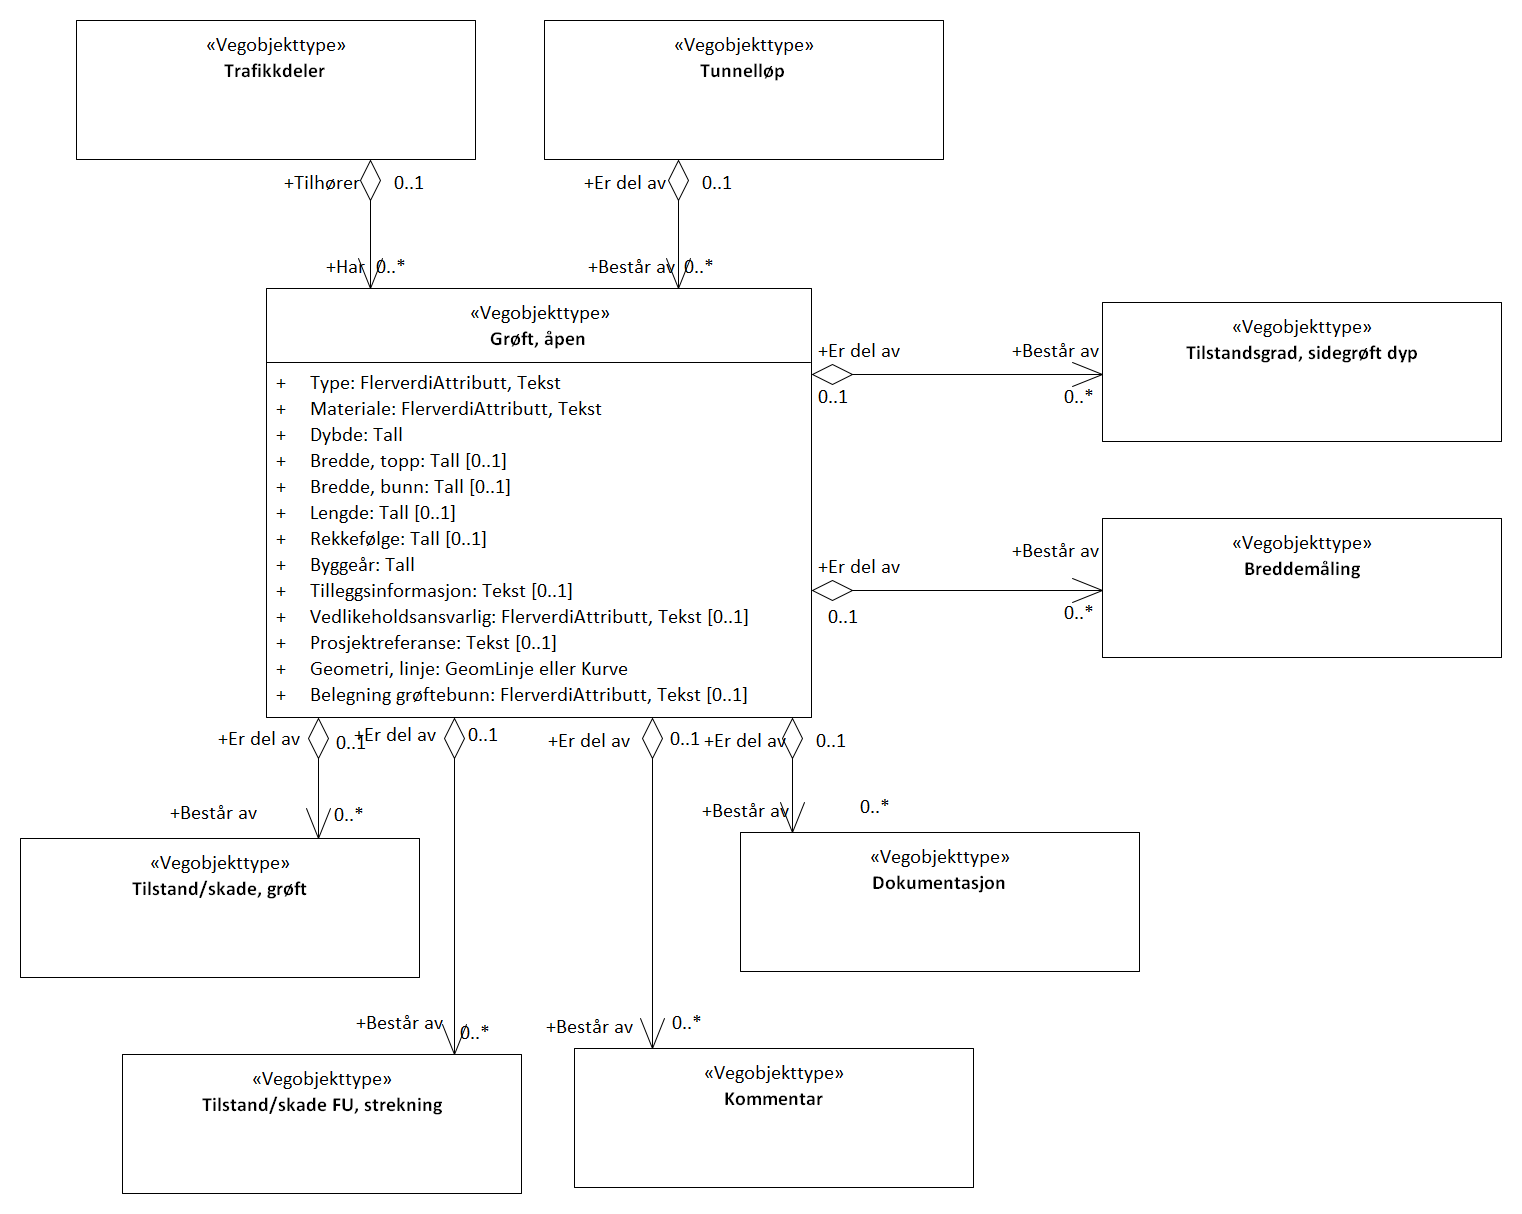 «Vegobjekttype»
Trafikkdeler
«Vegobjekttype»
Tunnelløp
+Tilhører
0..1
+Er del av
0..1
+Har
0..*
+Består av
0..*
«Vegobjekttype»
Grøft, åpen
+ Type: FlerverdiAttributt, Tekst
+ Materiale: FlerverdiAttributt, Tekst
+ Dybde: Tall
+ Bredde, topp: Tall [0..1]
+ Bredde, bunn: Tall [0..1]
+ Lengde: Tall [0..1]
+ Rekkefølge: Tall [0..1]
+ Byggeår: Tall
+ Tilleggsinformasjon: Tekst [0..1]
+ Vedlikeholdsansvarlig: FlerverdiAttributt, Tekst [0..1]
+ Prosjektreferanse: Tekst [0..1]
+ Geometri, linje: GeomLinje eller Kurve
+ Belegning grøftebunn: FlerverdiAttributt, Tekst [0..1]
+Er del av
0..1
+Består av
0..*
«Vegobjekttype»
Tilstandsgrad, sidegrøft dyp
+Er del av
0..1
+Består av
0..*
«Vegobjekttype»
Breddemåling
+Er del av
0..1
+Er del av
0..1
+Er del av
0..1
+Er del av
0..1
+Består av
0..*
+Består av
0..*
«Vegobjekttype»
Tilstand/skade, grøft
«Vegobjekttype»
Dokumentasjon
+Består av
0..*
+Består av
0..*
«Vegobjekttype»
Tilstand/skade FU, strekning
«Vegobjekttype»
Kommentar